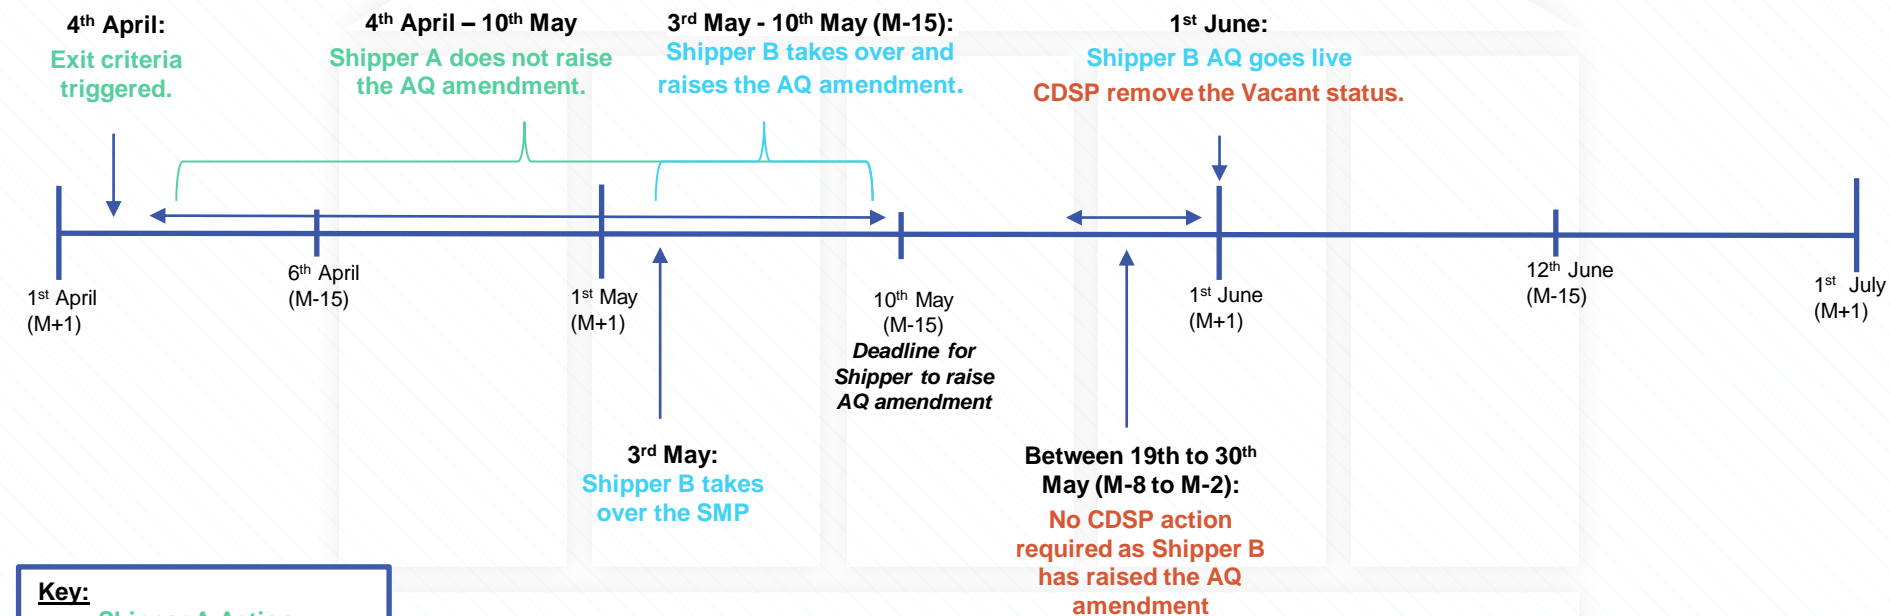 4th April:
Exit criteria
triggered.
4th April – 10th May
Shipper A does not raise
the AQ amendment.
3rd May - 10th May (M-15):
Shipper B takes over and
raises the AQ amendment.
1st June:
Shipper B AQ goes live
CDSP remove the Vacant status.
1st April
(M+1)
6th April
(M-15)
1st May
(M+1)
10th May
(M-15)
Deadline for
Shipper to raise
AQ amendment
1st June
(M+1)
12th June
(M-15)
1st July
(M+1)
3rd May:
Shipper B takes
over the SMP
Between 19th to 30th
May (M-8 to M-2):
No CDSP action
required as Shipper B
has raised the AQ
amendment
Key:
Shipper A Action